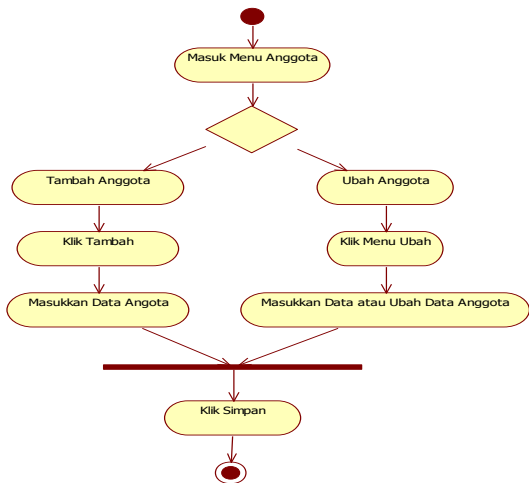 Masuk Menu Anggota
Tambah Anggota
Ubah Anggota
Klik Tambah
Klik Menu Ubah
Masukkan Data Angota
Masukkan Data atau Ubah Data Anggota
Klik Simpan